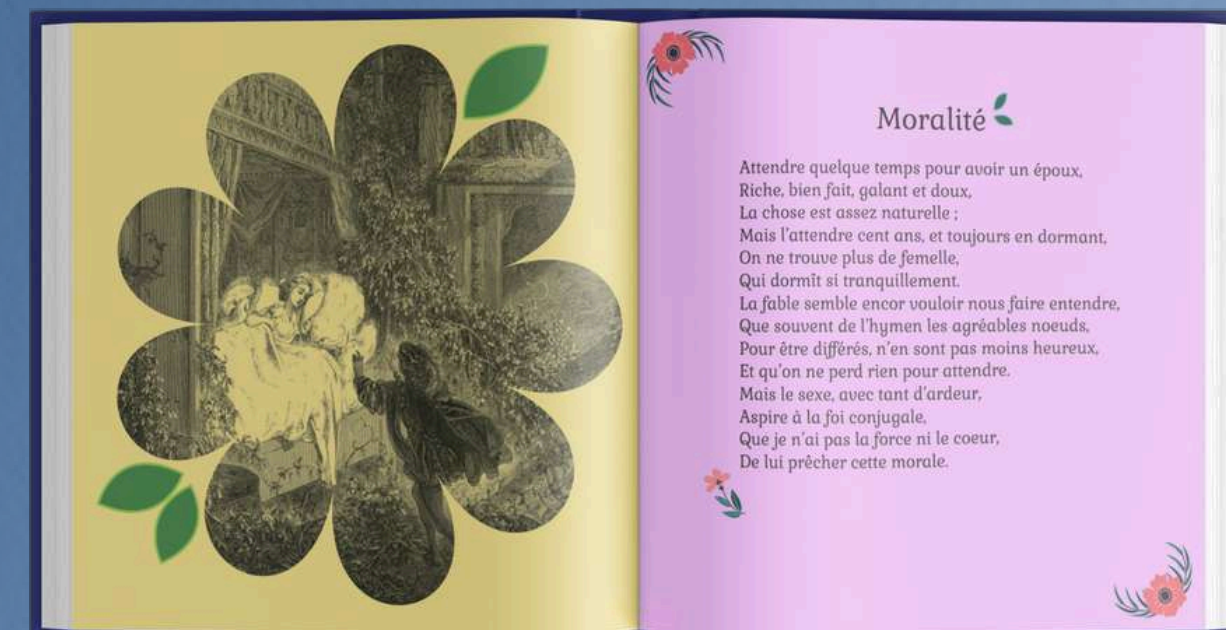 Moralité
Attendre quelque temps pour avoir un époux,
Riche, bien fait, galant et doux,
La chose est assez naturelle ;
Mais l'attendre cent ans, et toujours en dormant,
On ne trouve plus de femelle,
Qui dormît si tranquillement.
La fable semble encor vouloir nous faire entendre,
Que souvent de l'hymen les agréables noeuds,
Pour être différés, n'en sont pas moins heureux,
Et qu'on ne perd rien pour attendre.
Mais le sexe, avec tant d'ardeur,
Aspire à la foi conjugale,
Que je n'ai pas la force ni le coeur,
De lui prêcher cette morale.